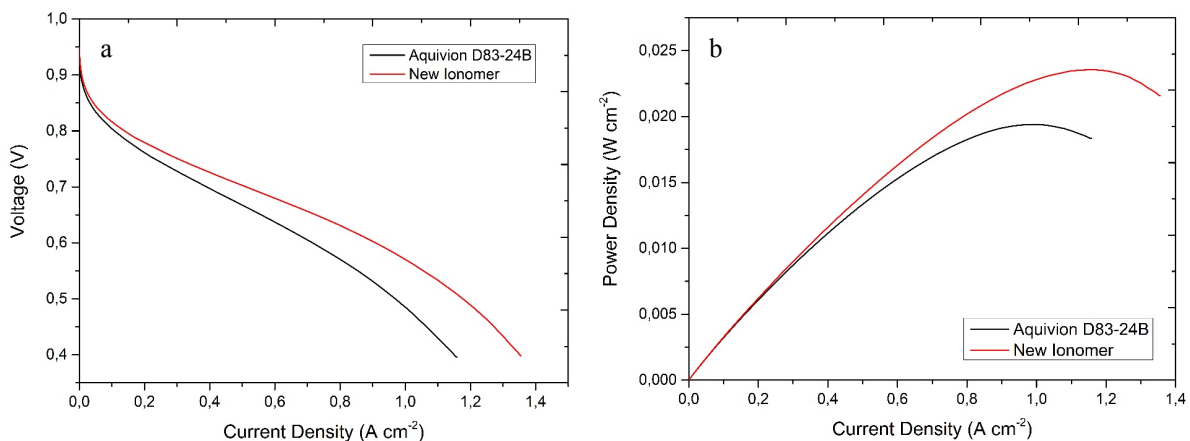 a
Aquivion D83-24B
New Ionomer
1,0
0,9
0,8
0,7
0,6
0,5
0,4
0,0 0,2 0,4 0,6 0,8 1,0 1,2 1,4
Voltage (V)
Current Density (A cm-2)
b
0,025
0,020
0,015
0,010
0,005
0,000
0,0 0,2 0,4 0,6 0,8 1,0 1,2 1,4
Power Density (W cm-2)
Aquivion D83-24B
New Ionomer
Current Density (A cm-2)